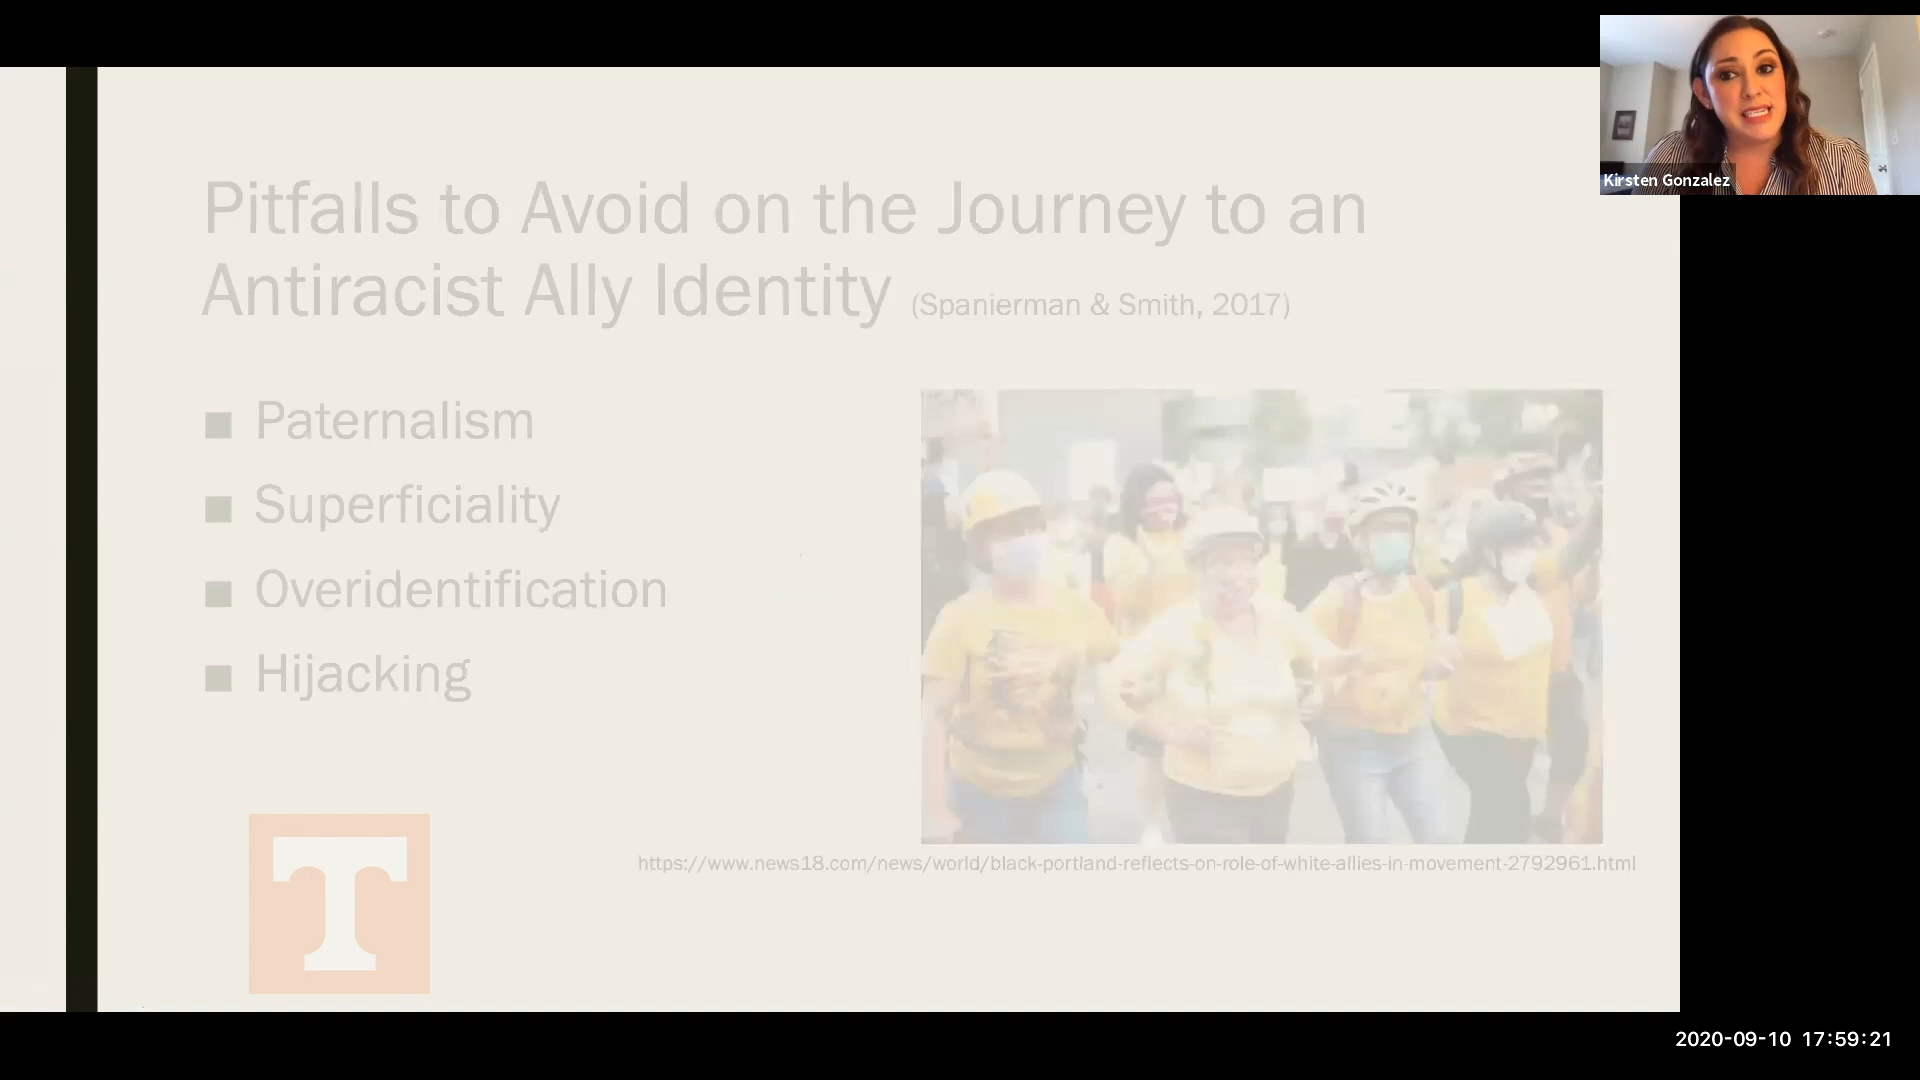 Kirsten Gonzalez
Pitfalls to Avoid on the Journey to an
Antiracist Ally Identity (Spanierman & Smith, 2017)
■ Paternalism
■ Superficiality
■ Overidentification
■ Hijacking
https://www.news18.com/news/world/black-portland-reflects-on-role-of-white-allies-in-movement-2792961.html
T
2020-09-10 17:59:21